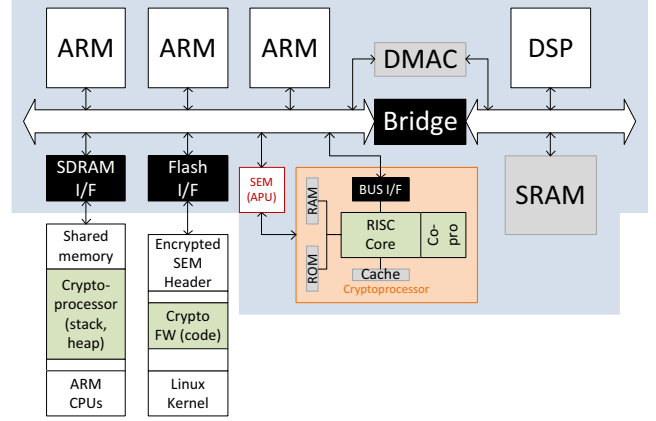 ARM
ARM
ARM
DMAC
DSP
Bridge
SDRAM
I/F
Flash
I/F
SEM
(APU)
BUS I/F
SRAM
RAM
RISC
Core
Co-
pro
ROM
Cache
Cryptoprocessor
Shared
memory
Crypto-
processor
(stack,
heap)
ARM
CPUs
Encrypted
SEM
Header
Crypto
FW (code)
Linux
Kernel